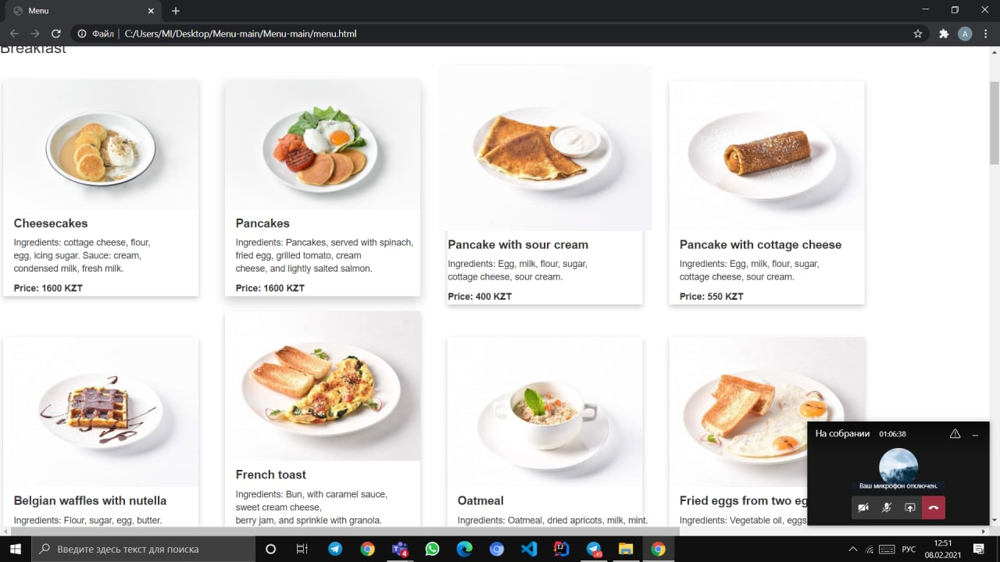 Menu
Файл
C:/Users/MI/Desktop/Menu-main/Menu-main/menu.html
A
Breakfast
Cheesecakes
Ingredients: cottage cheese, flour,
egg, icing sugar. Sauce: cream,
condensed milk, fresh milk.
Price: 1600 KZT
Pancakes
Ingredients: Pancakes, served with spinach,
fried egg, grilled tomato, cream
cheese, and lightly salted salmon.
Price: 1600 KZT
Pancake with sour cream
Ingredients: Egg, milk, flour, sugar,
cottage cheese, sour cream.
Price: 400 KZT
Pancake with cottage cheese
Ingredients: Egg, milk, flour, sugar,
cottage cheese, sour cream.
Price: 550 KZT
Belgian waffles with nutella
Ingredients: Flour, sugar, egg, butter.
French toast
Ingredients: Bun, with caramel sauce,
sweet cream cheese,
berry jam, and sprinkle with granola.
Oatmeal
Ingredients: Oatmeal, dried apricots, milk, mint.
Fried eggs from two eg
Ingredients: Vegetable oil, eggs
На собрании 01:06:38
Ваш микрофон отключен.
Введите здесь текст для поиска
4
45
РУС
12:51
08.02.2021